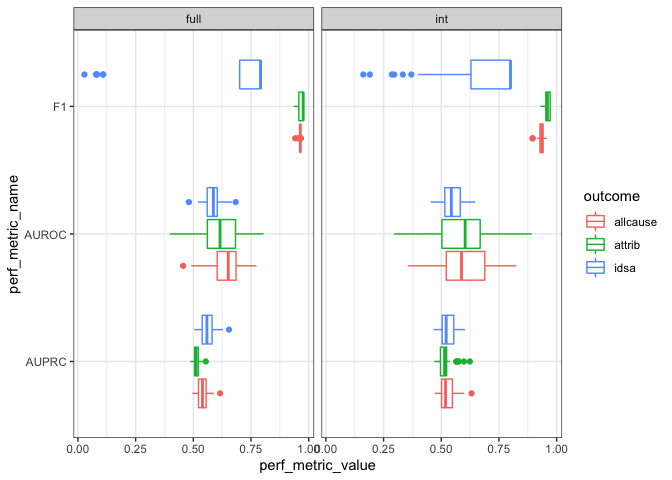 full
int
F1
AUROC
AUPRC
perf_metric_name
0.00
0.25
0.50
0.75
1.00
0.00
0.25
0.50
0.75
1.00
perf_metric_value
outcome
allcause
attrib
idsa